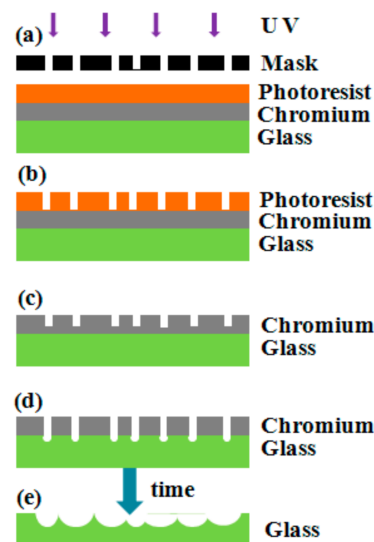 (a)
U V
Mask
Photoresist
Chromium
Glass
(b)
Photoresist
Chromium
Glass
(c)
Chromium
Glass
(d)
Chromium
Glass
time
(e)
Glass